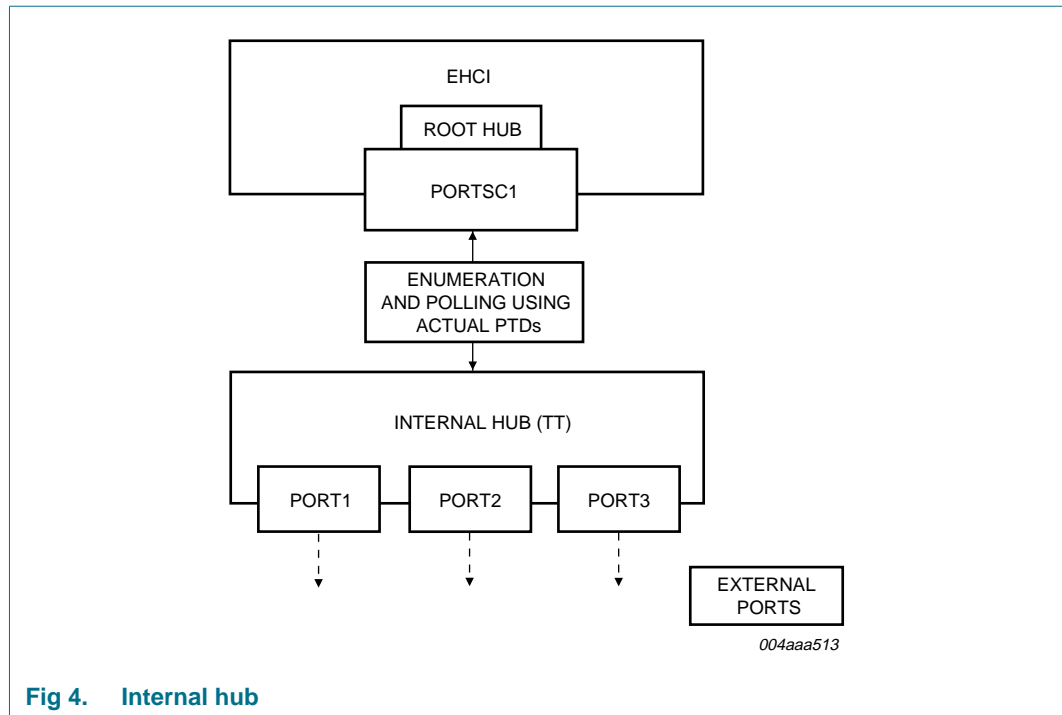 EHCI
ROOT HUB
PORTSC1
ENUMERATION
AND POLLING USING
ACTUAL PTDs
INTERNAL HUB (TT)
PORT1
PORT2
PORT3
EXTERNAL
PORTS
004aaa513
Fig 4. Internal hub